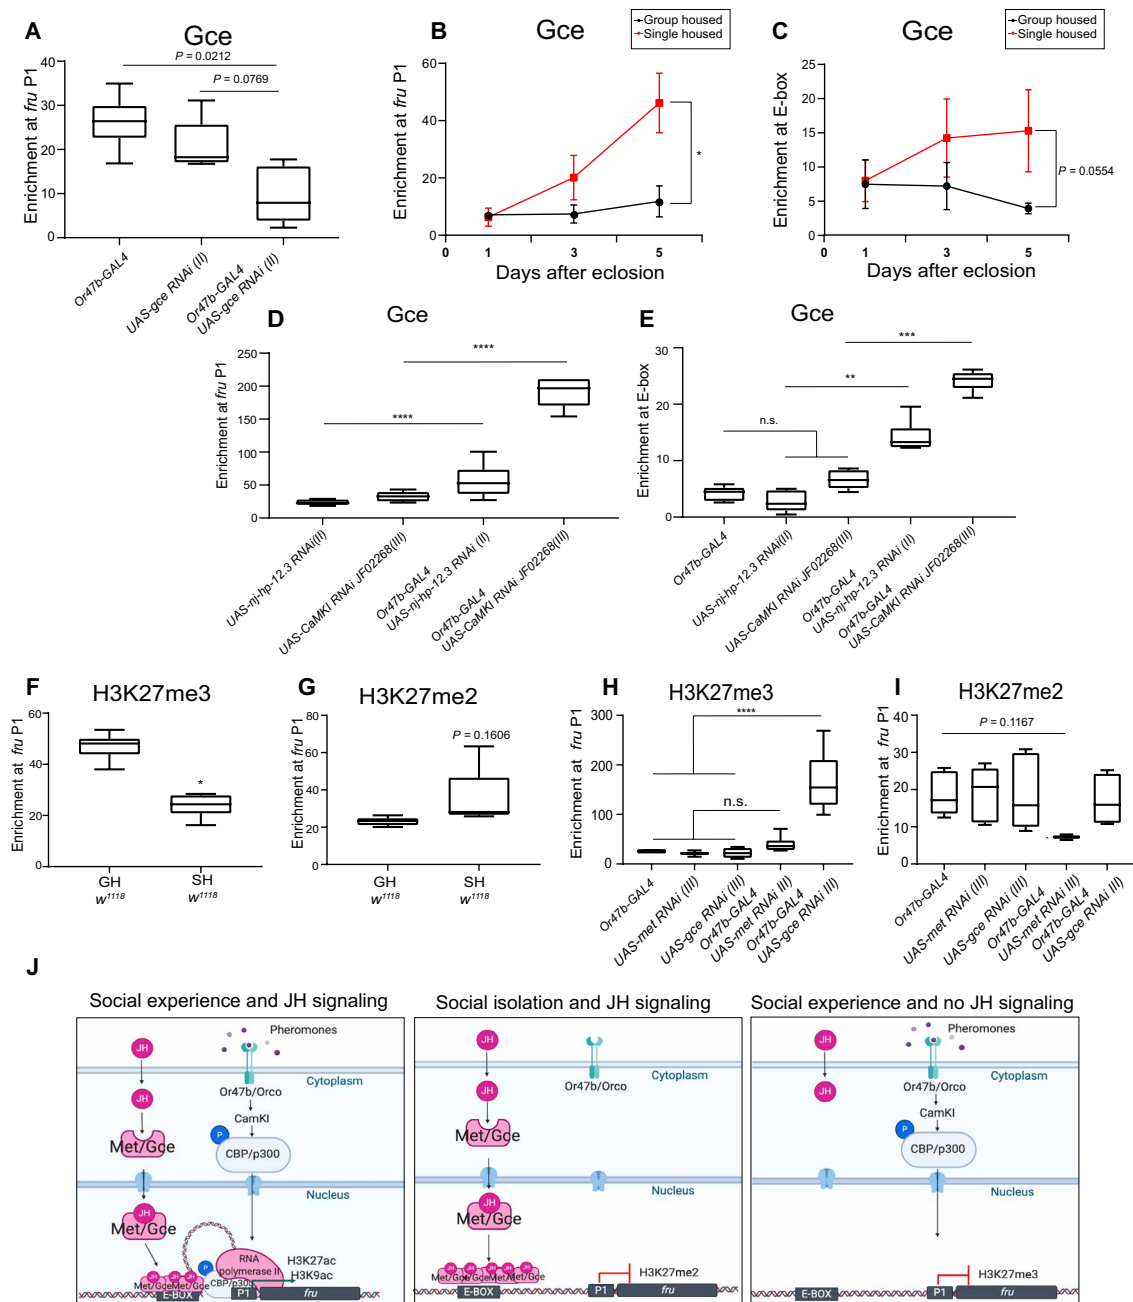 A
Gce
P = 0.0212
P = 0.0769
Enrichment at fru P1
40
30
20
10
0
Or47b-GAL4
UAS-gce RNAi (II)
Or47b-GAL4
UAS-gce RNAi (II)
B
Gce
Group housed
Single housed
Enrichment at fru P1
60
40
20
0
*
0
1
3
5
Days after eclosion
C
Gce
Group housed
Single housed
Enrichment at E-box
25
20
15
10
5
0
P = 0.0554
0
1
3
5
Days after eclosion
D
Gce
Enrichment at fru P1
250
200
150
100
50
0
****
****
UAS-nj-hp-12.3 RNAi(II)
UAS-CaMKI RNAi JF02268(III)
Or47b-GAL4
UAS-nj-hp-12.3 RNAi (II)
Or47b-GAL4
UAS-CaMKI RNAi JF02268(III)
E
Gce
Enrichment at E-box
30
20
10
0
n.s.
**
***
Or47b-GAL4
UAS-nj-hp-12.3 RNAi(II)
UAS-CaMKI RNAi JF02268(III)
Or47b-GAL4
UAS-nj-hp-12.3 RNAi (II)
Or47b-GAL4
UAS-CaMKI RNAi JF02268(III)
F
H3K27me3
Enrichment at fru P1
60
40
20
0
*
GH
w1118
SH
w1118
G
H3K27me2
Enrichment at fru P1
80
60
40
20
0
P = 0.1606
GH
w1118
SH
w1118
H
H3K27me3
Enrichment at fru P1
300
200
100
0
****
n.s.
Or47b-GAL4
UAS-met RNAi (III)
UAS-gce RNAi (III)
Or47b-GAL4
UAS-met RNAi III)
Or47b-GAL4
UAS-gce RNAi III)
I
H3K27me2
Enrichment at fru P1
40
30
20
10
0
P = 0.1167
Or47b-GAL4
UAS-met RNAi (III)
UAS-gce RNAi (III)
Or47b-GAL4
UAS-met RNAi III)
Or47b-GAL4
UAS-gce RNAi III)
J
Social experience and JH signaling
Pheromones
JH
Cytoplasm
Or47b/Orco
JH
CamKI
P
Met/Gce
CBP/p300
Nucleus
JH
Met/Gce
RNA
polymerase II
H3K27ac
H3K9ac
P
JH JH JH
CBP/p300
E-BOX
P1
fru
Social isolation and JH signaling
JH
Cytoplasm
Or47b/Orco
JH
Met/Gce
Nucleus
JH
Met/Gce
JH JH JH JH
H3K27me2
E-BOX
P1
fru
Social experience and no JH signaling
Pheromones
JH
Cytoplasm
Or47b/Orco
JH
CamKI
P
CBP/p300
Nucleus
H3K27me3
E-BOX
P1
fru